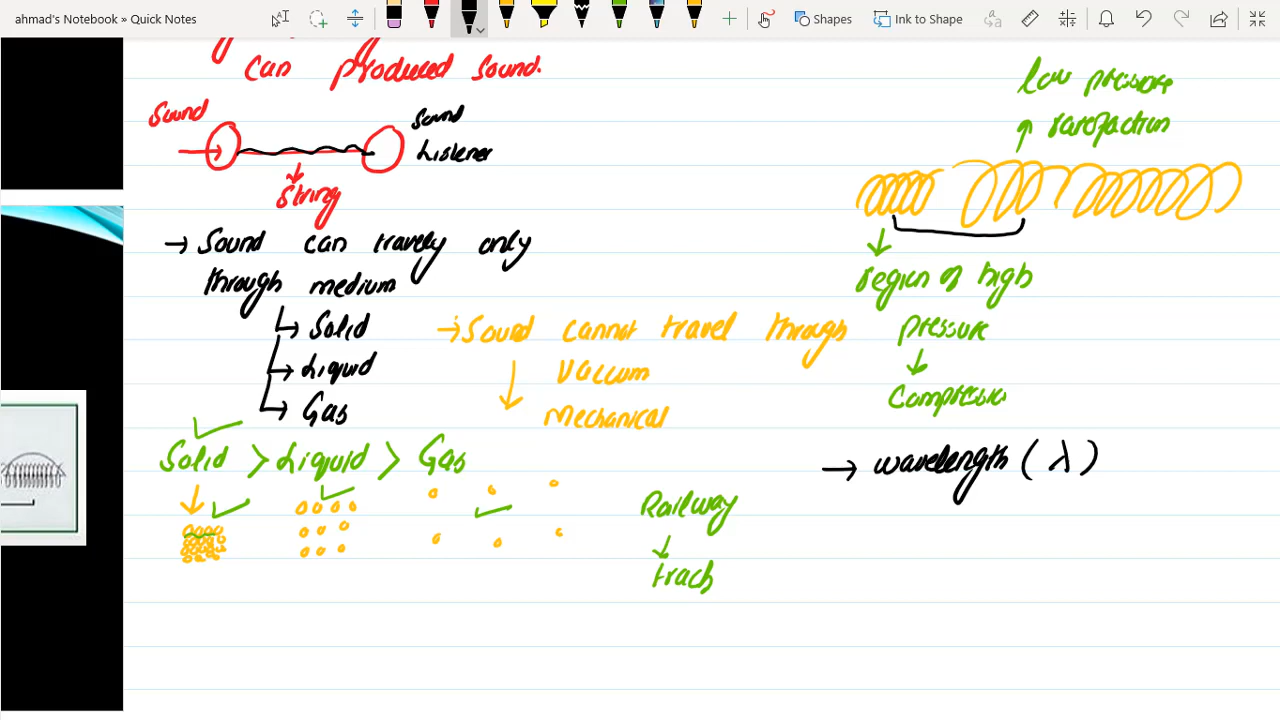 ahmad's Notebook » Quick Notes
Shapes
Ink to Shape
can produced sound.
Sound
Sound
Listener
String
→ Sound can travely only
through medium
→ Solid
→ Liquid
→ Gas
→ Sound cannot travel through
vaccum
Mechanical
Solid > Liquid > Gas
Railway
track
low pressure
rarefaction
region of high
pressure
Compression
→ wavelength (λ)